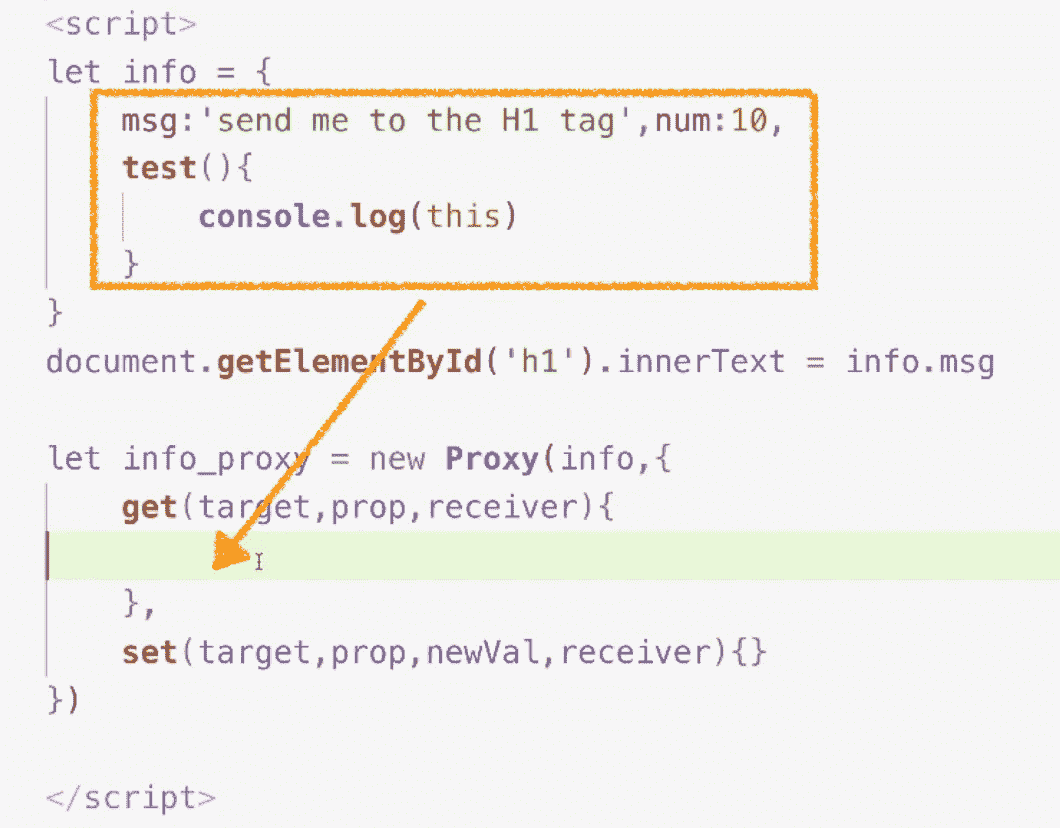 <script>
let info = {
msg:'send me to the H1 tag',num:10,
test(){
console.log(this)
}
}
document.getElementById('h1').innerText = info.msg
let info_proxy = new Proxy(info,{
get(target,prop,receiver){
},
set(target,prop,newVal,receiver){}
})
</script>